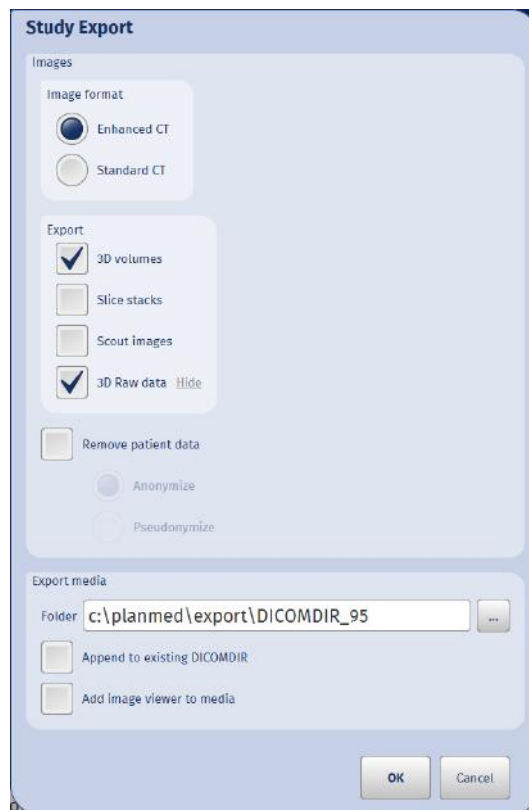 Study Export
Images
Image format
Enhanced CT
Standard CT
Export
3D volumes
Slice stacks
Scout images
3D Raw data Hide
Remove patient data
Anonymize
Pseudonymize
Export media
Folder c:\planmed\export\DICOMDIR_95 ...
Append to existing DICOMDIR
Add image viewer to media
OK Cancel